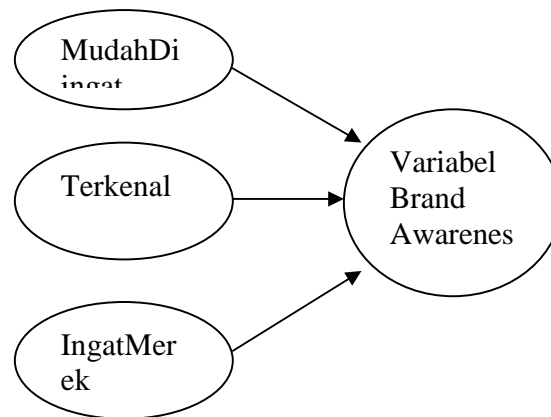 MudahDi
ingat
Terkenal
Variabel
Brand
Awarenes
IngatMer
ek